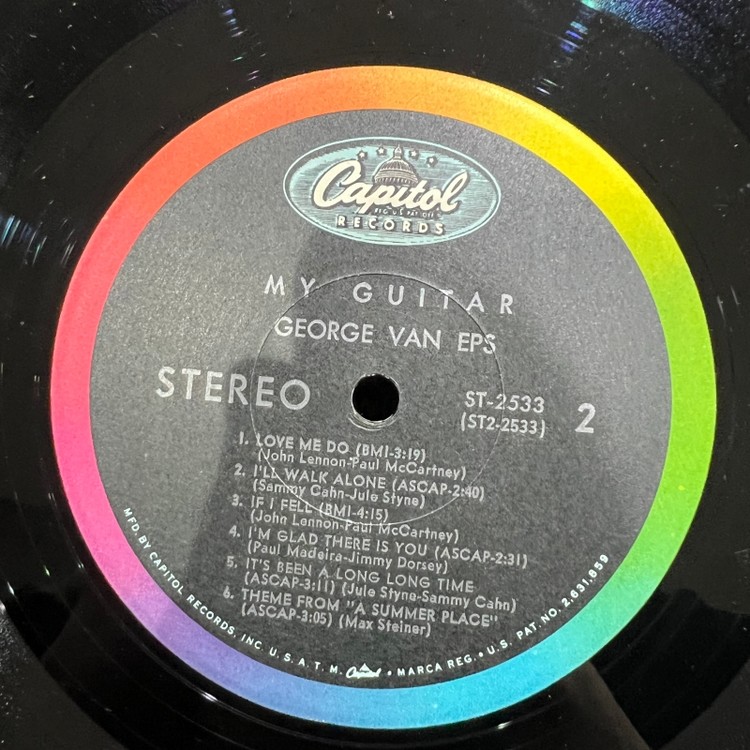 Capitol
REG. U.S. PAT. OFF.
RECORDS
MY GUITAR
GEORGE VAN EPS
STEREO
ST-2533
(ST2-2533)
2
1. LOVE ME DO (BMI-3:19)
(John Lennon-Paul McCartney)
2. I'LL WALK ALONE (ASCAP-2:40)
(Sammy Cahn-Jule Styne)
3. IF I FELL (BMI-4:15)
(John Lennon-Paul McCartney)
4. I'M GLAD THERE IS YOU (ASCAP-2:31)
(Paul Madeira-Jimmy Dorsey)
5. IT'S BEEN A LONG LONG TIME
(ASCAP-3:11) (Jule Styne-Sammy Cahn)
6. THEME FROM "A SUMMER PLACE"
(ASCAP-3:05) (Max Steiner)
MFD. BY CAPITOL RECORDS, INC. U. S. A. T. M. Capitol • MARCA REG. • U. S. PAT. NO. 2,631,859